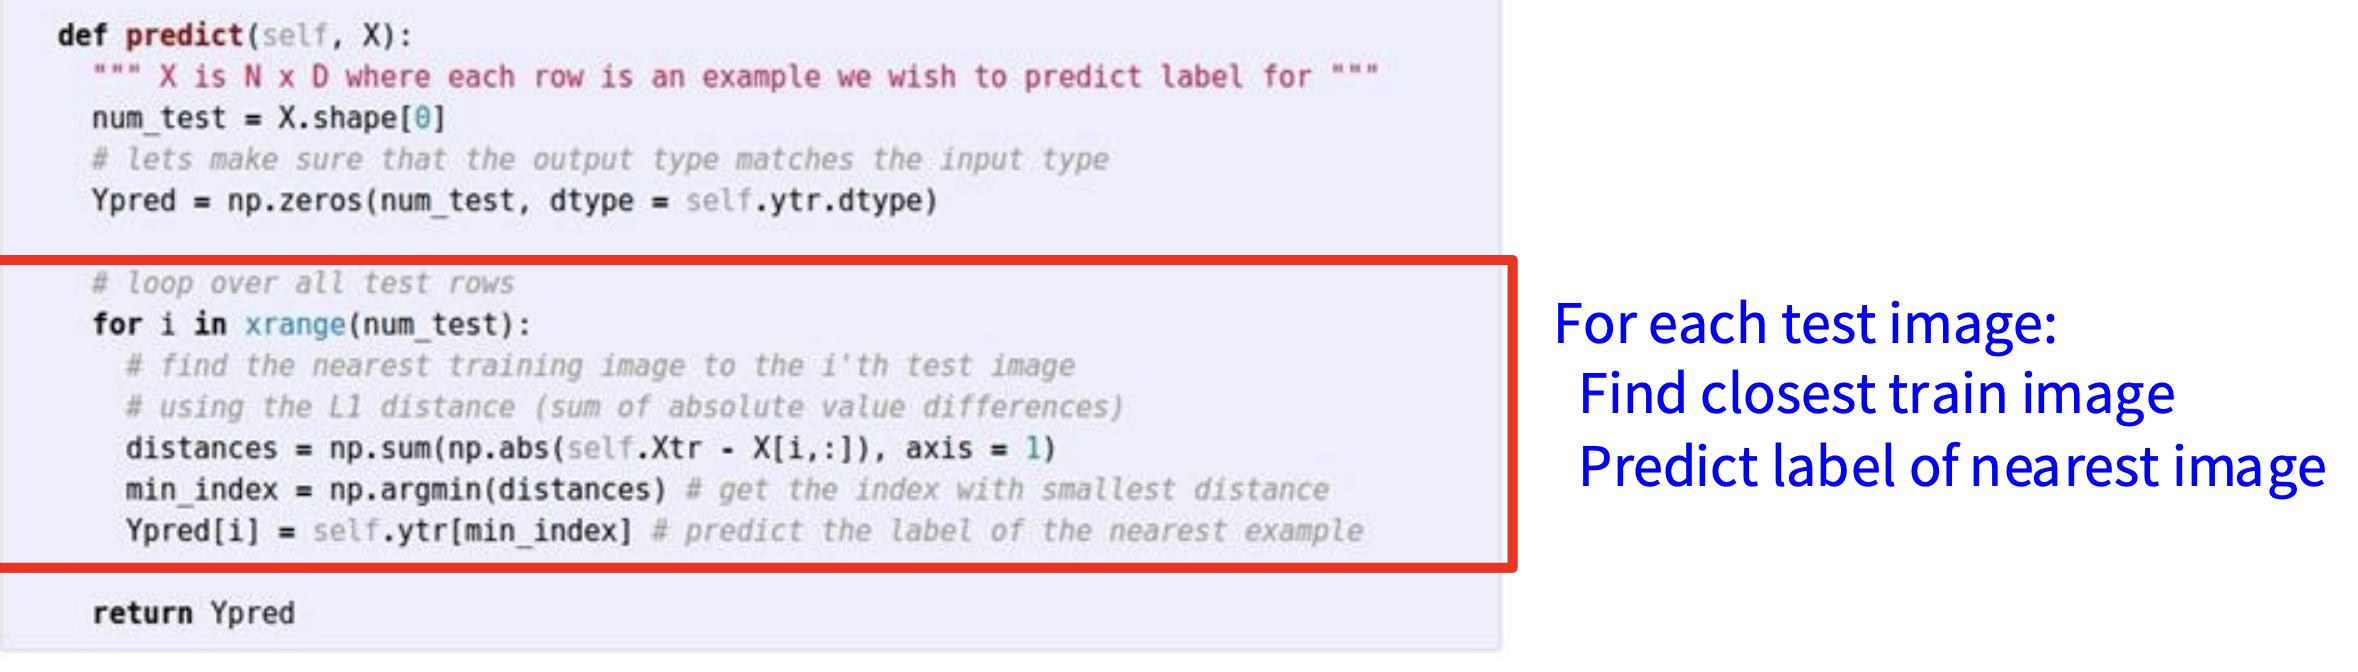 def predict(self, X):
""" X is N x D where each row is an example we wish to predict label for """
num_test = X.shape[0]
# lets make sure that the output type matches the input type
Ypred = np.zeros(num_test, dtype = self.ytr.dtype)
# loop over all test rows
for i in xrange(num_test):
# find the nearest training image to the i'th test image
# using the L1 distance (sum of absolute value differences)
distances = np.sum(np.abs(self.Xtr - X[i,:]), axis = 1)
min_index = np.argmin(distances) # get the index with smallest distance
Ypred[i] = self.ytr[min_index] # predict the label of the nearest example
return Ypred
For each test image:
Find closest train image
Predict label of nearest image